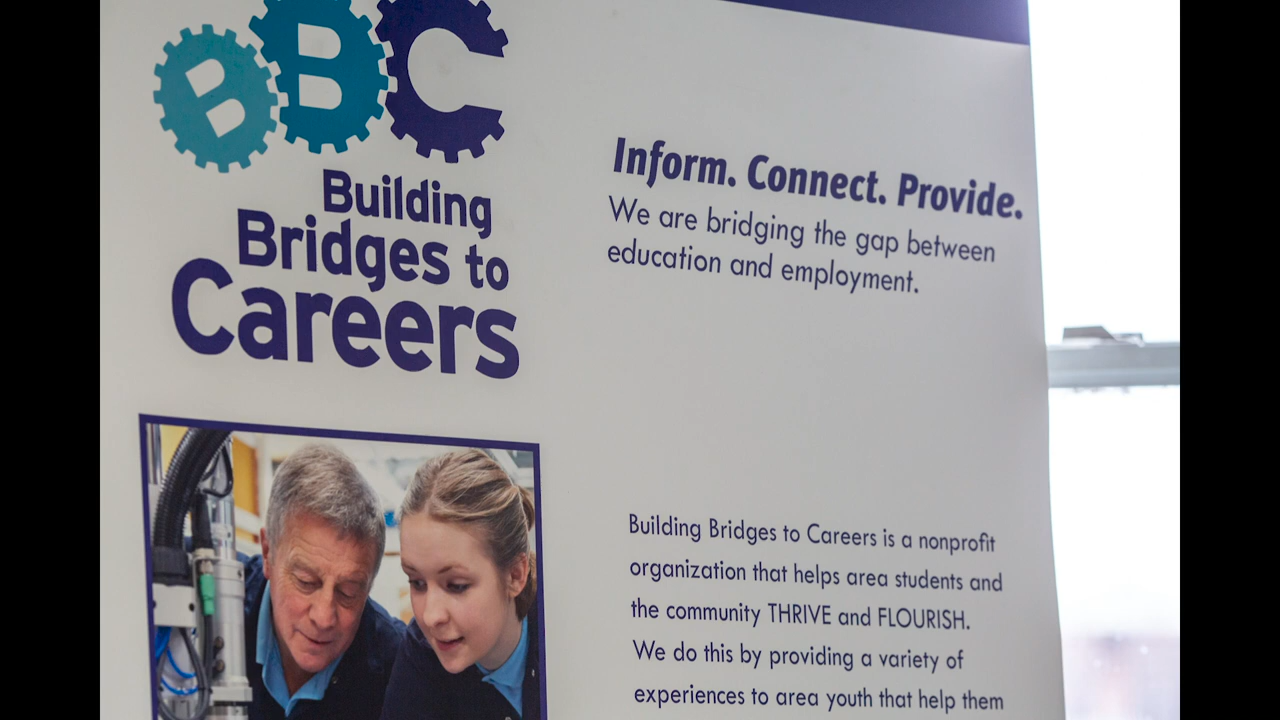 BBC
Building
Bridges to
Careers
Inform. Connect. Provide.
We are bridging the gap between
education and employment.
Building Bridges to Careers is a nonprofit
organization that helps area students and
the community THRIVE and FLOURISH.
We do this by providing a variety of
experiences to area youth that help them